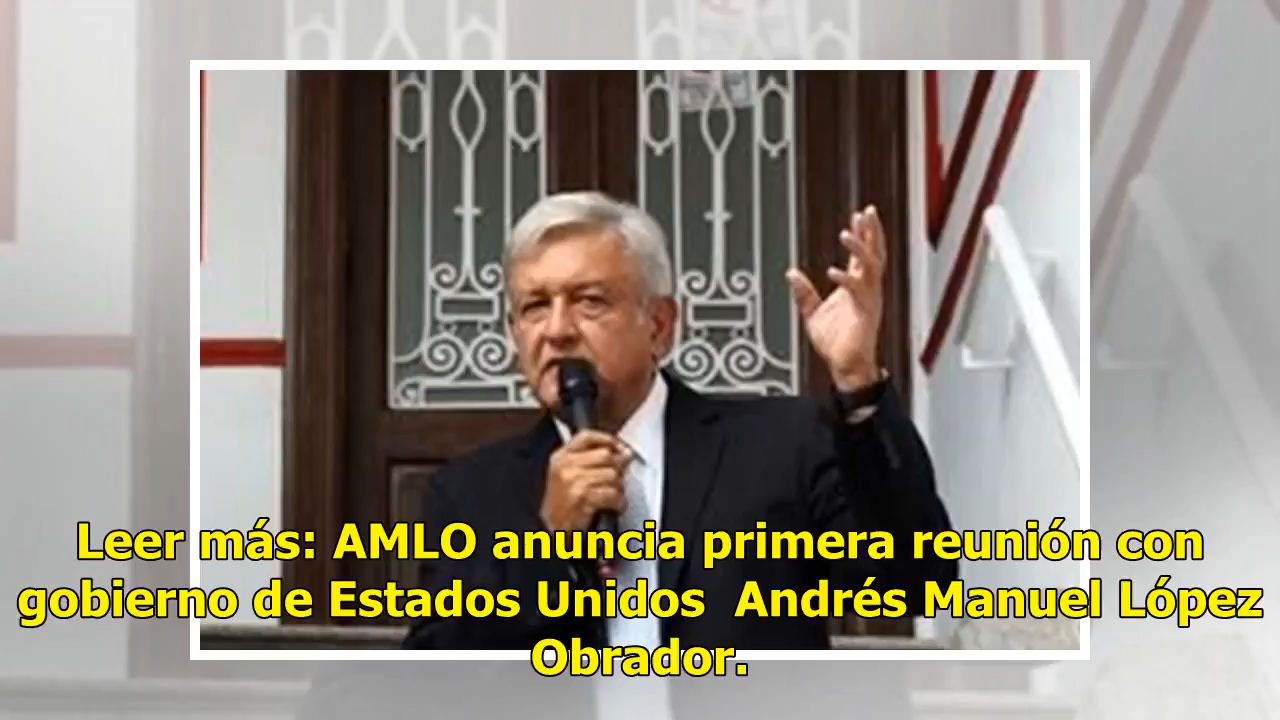 Leer más: AMLO anuncia primera reunión con
gobierno de Estados Unidos  Andrés Manuel López
Obrador.